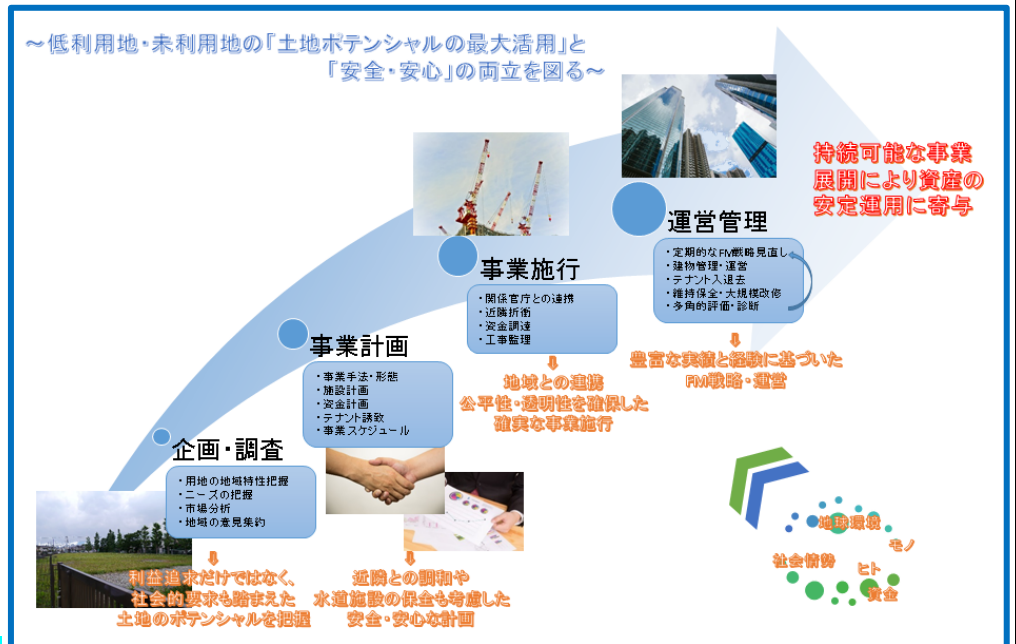 ～低利用地・未利用地の「土地ポテンシャルの最大活用」と
「安全・安心」の両立を図る～
持続可能な事業
展開により資産の
安定運用に寄与
運営管理
・定期的なFM戦略見直し
・建物管理・運営
・テナント入退去
・維持保全・大規模改修
・多角的評価・診断
⇩
豊富な実績と経験に基づいた
FM戦略・運営
事業施行
・関係官庁との連携
・近隣折衝
・資金調達
・工事監理
⇩
地域との連携
公平性・透明性を確保した
確実な事業施行
事業計画
・事業手法・形態
・施設計画
・資金計画
・テナント誘致
・事業スケジュール
⇩
近隣との調和や
水道施設の保全も考慮した
安全・安心な計画
企画・調査
・用地の地域特性把握
・ニーズの把握
・市場分析
・地域の意見集約
⇩
利益追求だけではなく、
社会的要求も踏まえた
土地のポテンシャルを把握
地球環境
モノ
社会情勢
ヒト
資金